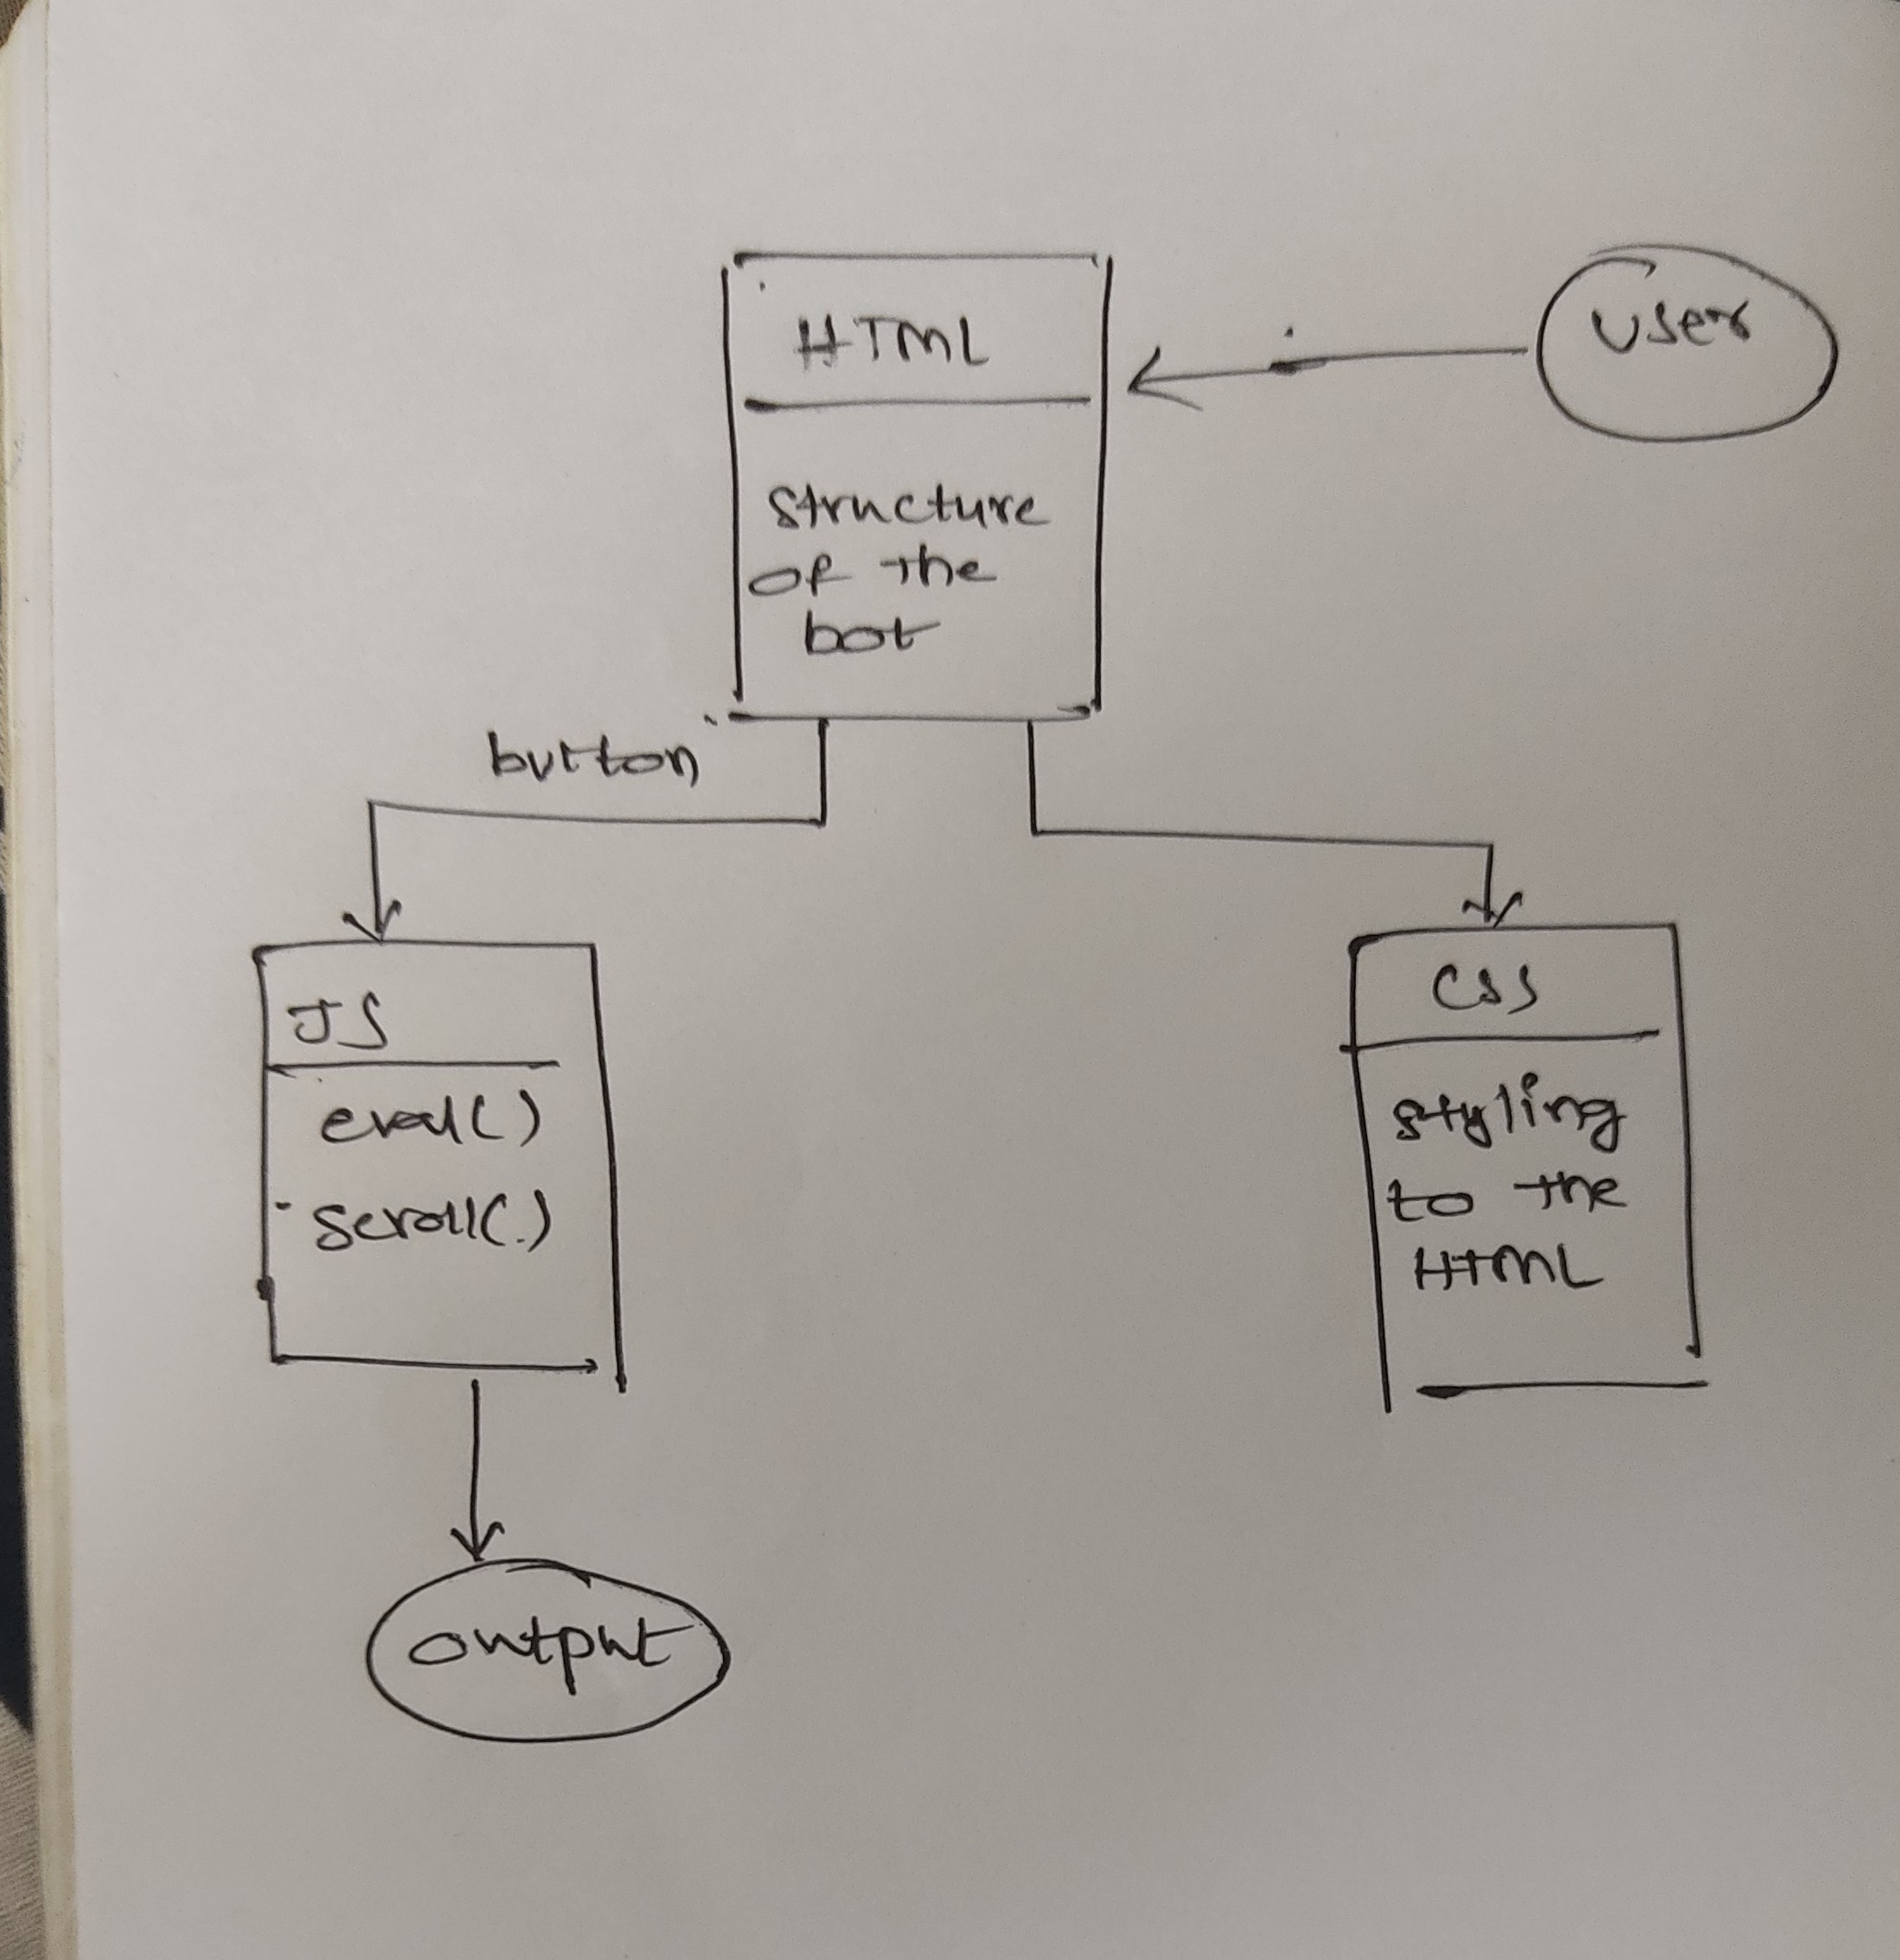 HTML
User
structure
of the
bot
button
JS
eval()
scroll(.)
CSS
styling
to the
HTML
output